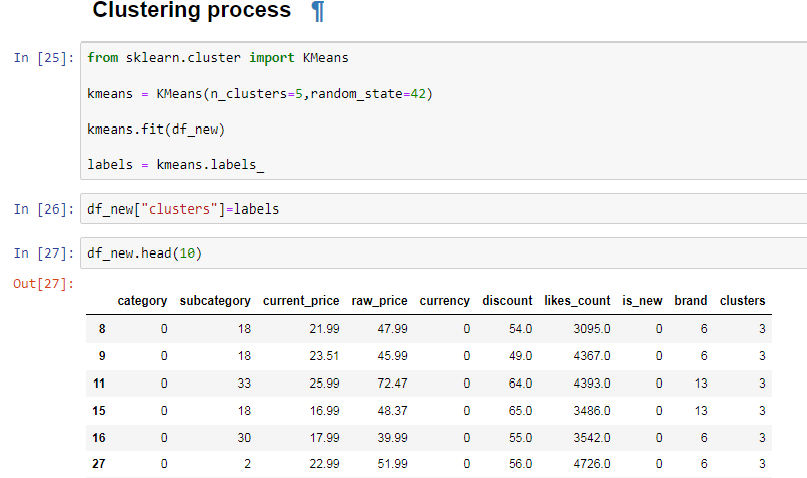 Clustering process ¶
In [25]: from sklearn.cluster import KMeans
kmeans = KMeans(n_clusters=5,random_state=42)
kmeans.fit(df_new)
labels = kmeans.labels_
In [26]: df_new["clusters"]=labels
In [27]: df_new.head(10)
Out[27]:
category subcategory current_price raw_price currency discount likes_count is_new brand clusters
8 0 18 21.99 47.99 0 54.0 3095.0 0 6 3
9 0 18 23.51 45.99 0 49.0 4367.0 0 6 3
11 0 33 25.99 72.47 0 64.0 4393.0 0 13 3
15 0 18 16.99 48.37 0 65.0 3486.0 0 13 3
16 0 30 17.99 39.99 0 55.0 3542.0 0 6 3
27 0 2 22.99 51.99 0 56.0 4726.0 0 6 3